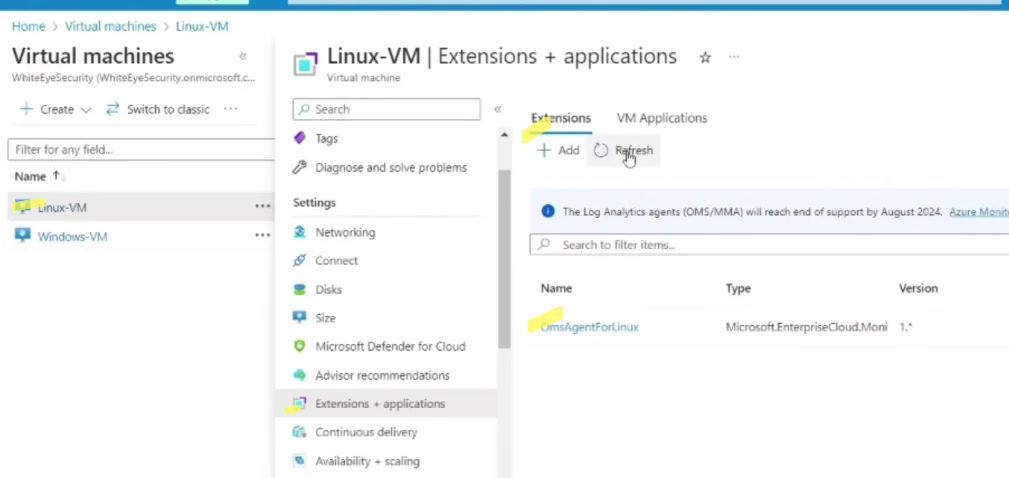 Home > Virtual machines > Linux-VM
Virtual machines
WhiteEyeSecurity (WhiteEyeSecurity.onmicrosoft.c...
+ Create
Switch to classic
...
Filter for any field...
Name ↑↓
Linux-VM ...
Windows-VM ...
Linux-VM | Extensions + applications
...
Virtual machine
Search
«
Tags
Diagnose and solve problems
Settings
Networking
Connect
Disks
Size
Microsoft Defender for Cloud
Advisor recommendations
Extensions + applications
Continuous delivery
Availability + scaling
Extensions VM Applications
+ Add Refresh
The Log Analytics agents (OMS/MMA) will reach end of support by August 2024. Azure Monit
Search to filter items...
Name Type Version
OmsAgentForLinux Microsoft.EnterpriseCloud.Moni 1.*